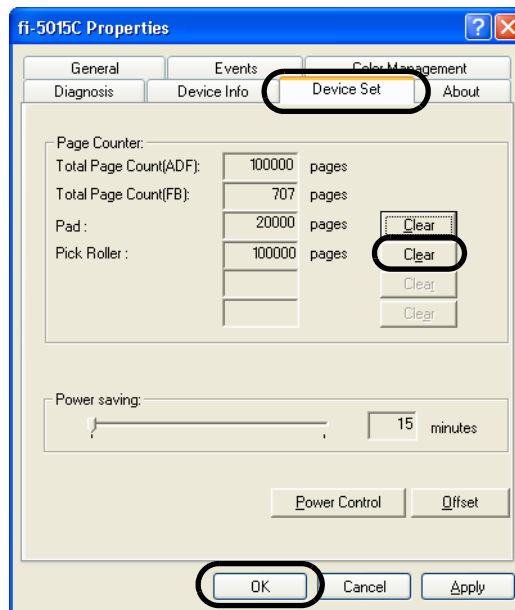 fi-5015C Properties
General Events Color Management
Diagnosis Device Info Device Set About
Page Counter:
Total Page Count(ADF): 100000 pages
Total Page Count(FB): 707 pages
Pad : 20000 pages Clear
Pick Roller : 100000 pages Clear
Clear
Clear
Power saving:
15 minutes
Power Control Offset
OK Cancel Apply